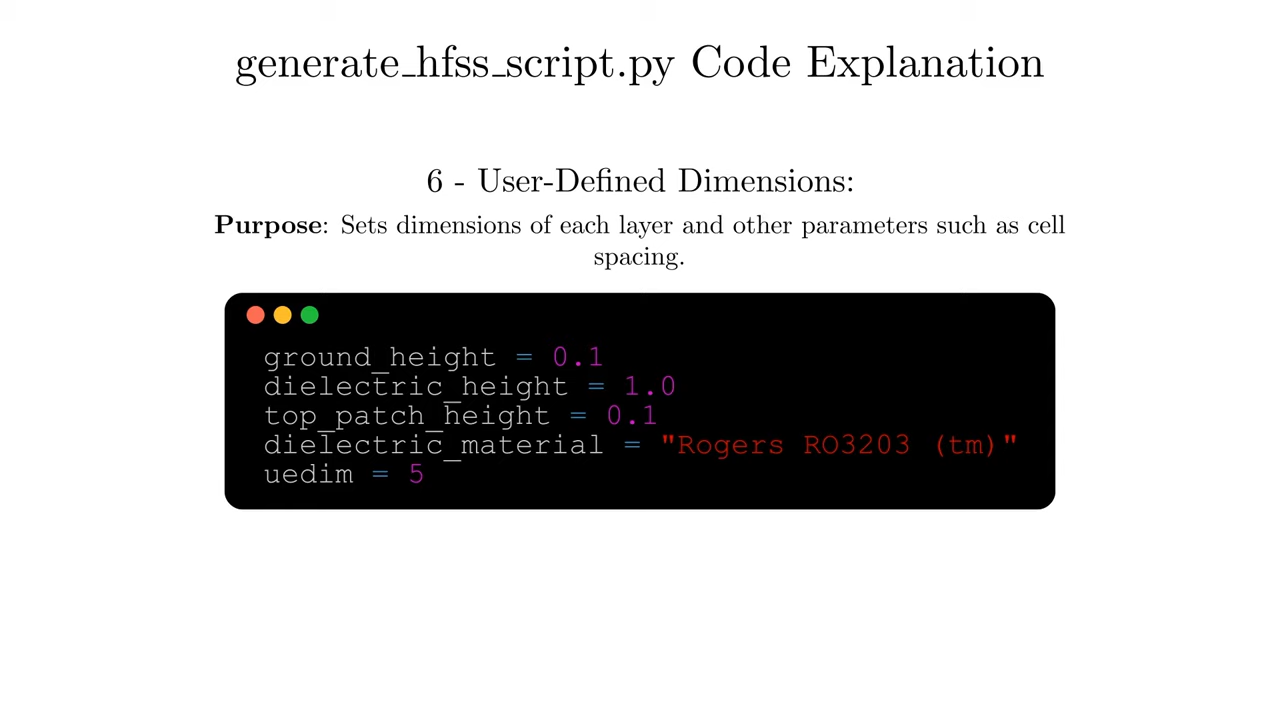 generate_hfss_script.py Code Explanation
6 - User-Defined Dimensions:
Purpose: Sets dimensions of each layer and other parameters such as cell
spacing.
ground_height = 0.1
dielectric_height = 1.0
top_patch_height = 0.1
dielectric_material = "Rogers RO3203 (tm)"
uedim = 5